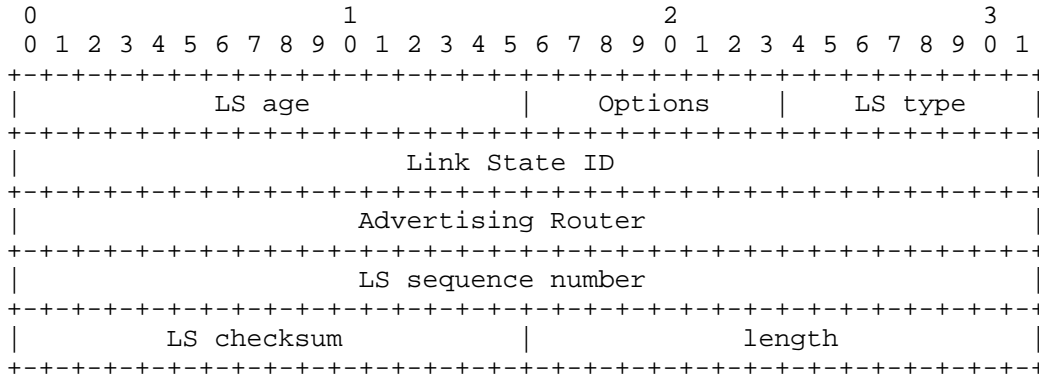 0                   1                   2                   3
 0 1 2 3 4 5 6 7 8 9 0 1 2 3 4 5 6 7 8 9 0 1 2 3 4 5 6 7 8 9 0 1
+-+-+-+-+-+-+-+-+-+-+-+-+-+-+-+-+-+-+-+-+-+-+-+-+-+-+-+-+-+-+-+-+
|            LS age             |    Options    |    LS type    |
+-+-+-+-+-+-+-+-+-+-+-+-+-+-+-+-+-+-+-+-+-+-+-+-+-+-+-+-+-+-+-+-+
|                        Link State ID                          |
+-+-+-+-+-+-+-+-+-+-+-+-+-+-+-+-+-+-+-+-+-+-+-+-+-+-+-+-+-+-+-+-+
|                     Advertising Router                        |
+-+-+-+-+-+-+-+-+-+-+-+-+-+-+-+-+-+-+-+-+-+-+-+-+-+-+-+-+-+-+-+-+
|                     LS sequence number                        |
+-+-+-+-+-+-+-+-+-+-+-+-+-+-+-+-+-+-+-+-+-+-+-+-+-+-+-+-+-+-+-+-+
|         LS checksum           |             length            |
+-+-+-+-+-+-+-+-+-+-+-+-+-+-+-+-+-+-+-+-+-+-+-+-+-+-+-+-+-+-+-+-+